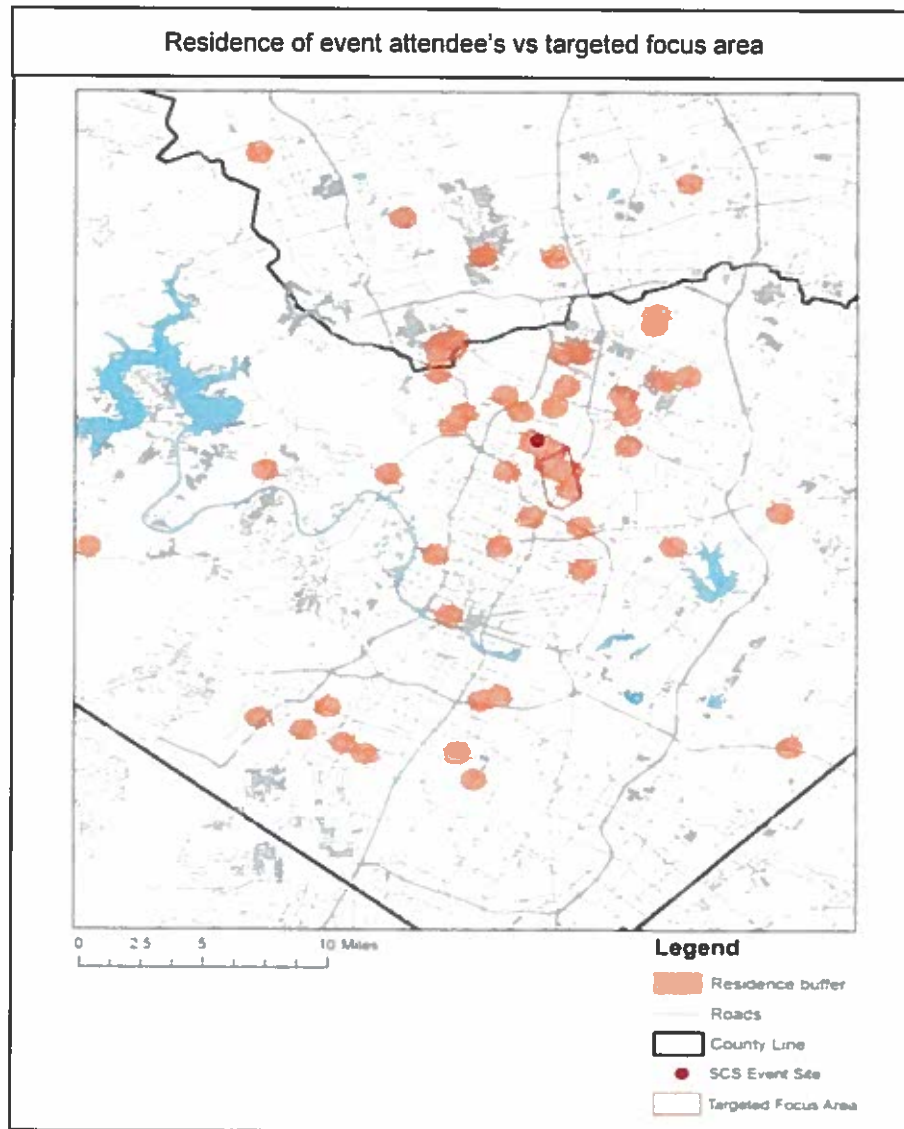 Residence of event attendee's vs targeted focus area
0 2.5 5 10 Miles
Legend
Residence buffer
Roads
County Line
SCS Event Site
Targeted Focus Area